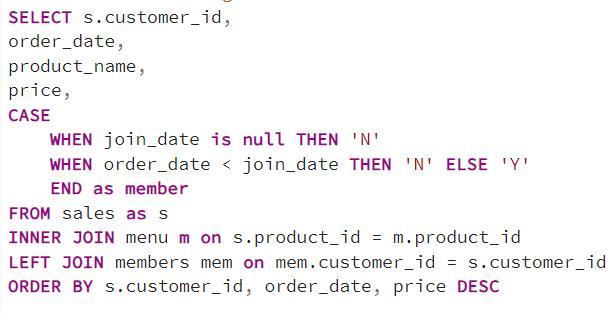 SELECT s.customer_id,
order_date,
product_name,
price,
CASE
WHEN join_date is null THEN 'N'
WHEN order_date < join_date THEN 'N' ELSE 'Y'
END as member
FROM sales as s
INNER JOIN menu m on s.product_id = m.product_id
LEFT JOIN members mem on mem.customer_id = s.customer_id
ORDER BY s.customer_id, order_date, price DESC